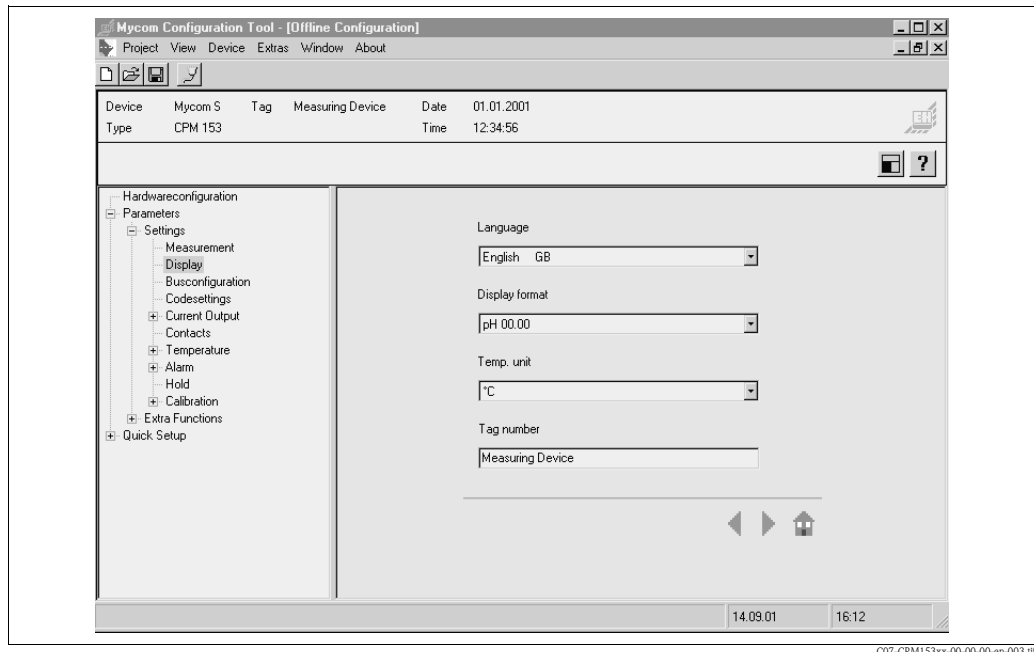 Mycom Configuration Tool - [Offline Configuration]
Project View Device Extras Window About
Device Mycom S Tag Measuring Device Date 01.01.2001
Type CPM 153 Time 12:34:56
EH
?
Hardwareconfiguration
Parameters
Settings
Measurement
Display
Busconfiguration
Codesettings
Current Output
Contacts
Temperature
Alarm
Hold
Calibration
Extra Functions
Quick Setup
Language
English GB
Display format
pH 00.00
Temp. unit
°C
Tag number
Measuring Device
14.09.01 16:12